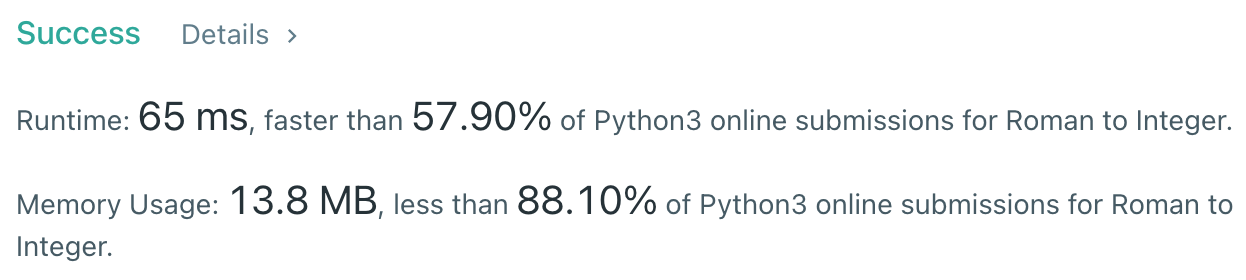 Success Details >
Runtime: 65 ms, faster than 57.90% of Python3 online submissions for Roman to Integer.
Memory Usage: 13.8 MB, less than 88.10% of Python3 online submissions for Roman to
Integer.